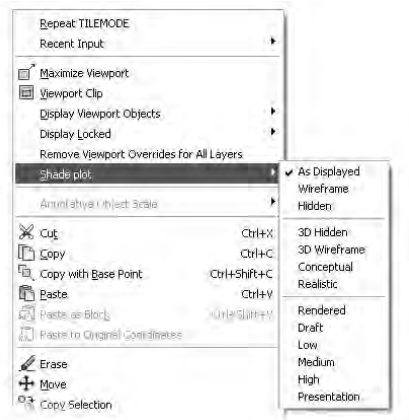 Repeat TILEMODE
Recent Input
Maximize Viewport
Viewport Clip
Display Viewport Objects
Display Locked
Remove Viewport Overrides for All Layers
Shade plot
Annotative Object Scale
Cut Ctrl+X
Copy Ctrl+C
Copy with Base Point Ctrl+Shift+C
Paste Ctrl+V
Paste as Block Ctrl+Shift+V
Paste to Original Coordinates
Erase
Move
Copy Selection
As Displayed
Wireframe
Hidden
3D Hidden
3D Wireframe
Conceptual
Realistic
Rendered
Draft
Low
Medium
High
Presentation